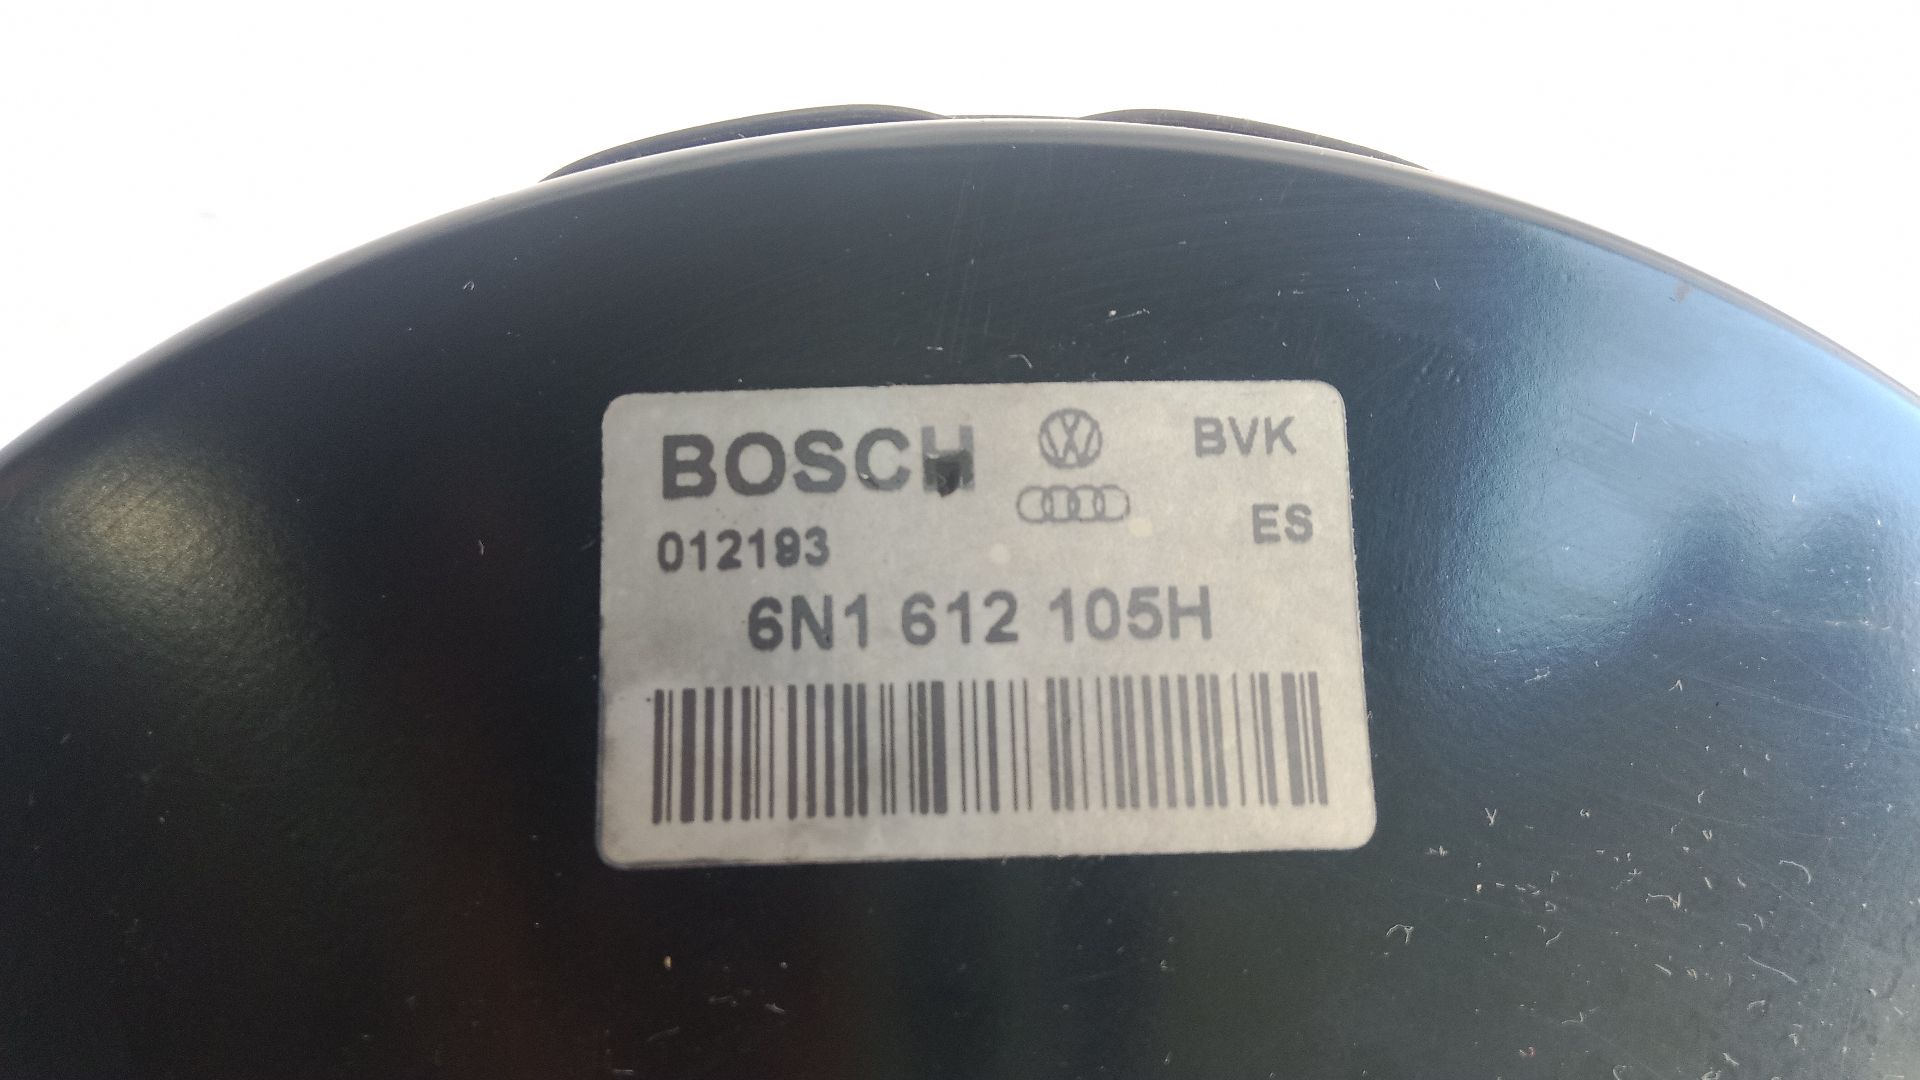 BOSCH BVK
ES
012193
6N1 612 105H